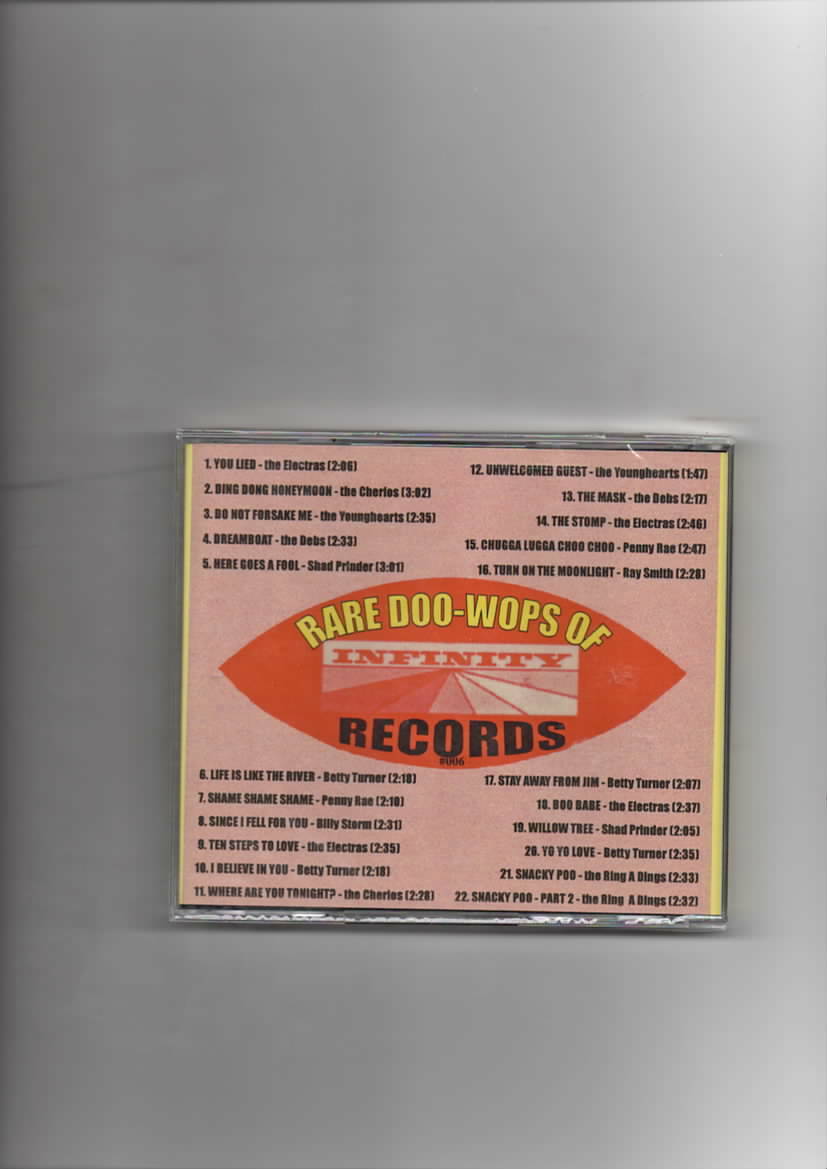 1. YOU LIED - the Electras (2:06)
2. DING DONG HONEYMOON - the Cherios (3:02)
3. DO NOT FORSAKE ME - the Younghearts (2:35)
4. DREAMBOAT - the Debs (2:33)
5. HERE GOES A FOOL - Shad Prinder (3:01)
12. UNWELCOMED GUEST - the Younghearts (1:47)
13. THE MASK - the Debs (2:17)
14. THE STOMP - the Electras (2:46)
15. CHUGGA LUGGA CHOO CHOO - Penny Rae (2:47)
16. TURN ON THE MOONLIGHT - Ray Smith (2:28)
RARE DOO-WOPS OF
INFINITY
RECORDS
#006
6. LIFE IS LIKE THE RIVER - Betty Turner (2:18)
7. SHAME SHAME SHAME - Penny Rae (2:10)
8. SINCE I FELL FOR YOU - Billy Storm (2:31)
9. TEN STEPS TO LOVE - the Electras (2:35)
10. I BELIEVE IN YOU - Betty Turner (2:18)
11. WHERE ARE YOU TONIGHT? - the Cherios (2:28)
17. STAY AWAY FROM JIM - Betty Turner (2:07)
18. BOO BABE - the Electras (2:37)
19. WILLOW TREE - Shad Prinder (2:05)
20. YO YO LOVE - Betty Turner (2:35)
21. SNACKY POO - the Ring A Dings (2:33)
22. SNACKY POO - PART 2 - the Ring A Dings (2:32)